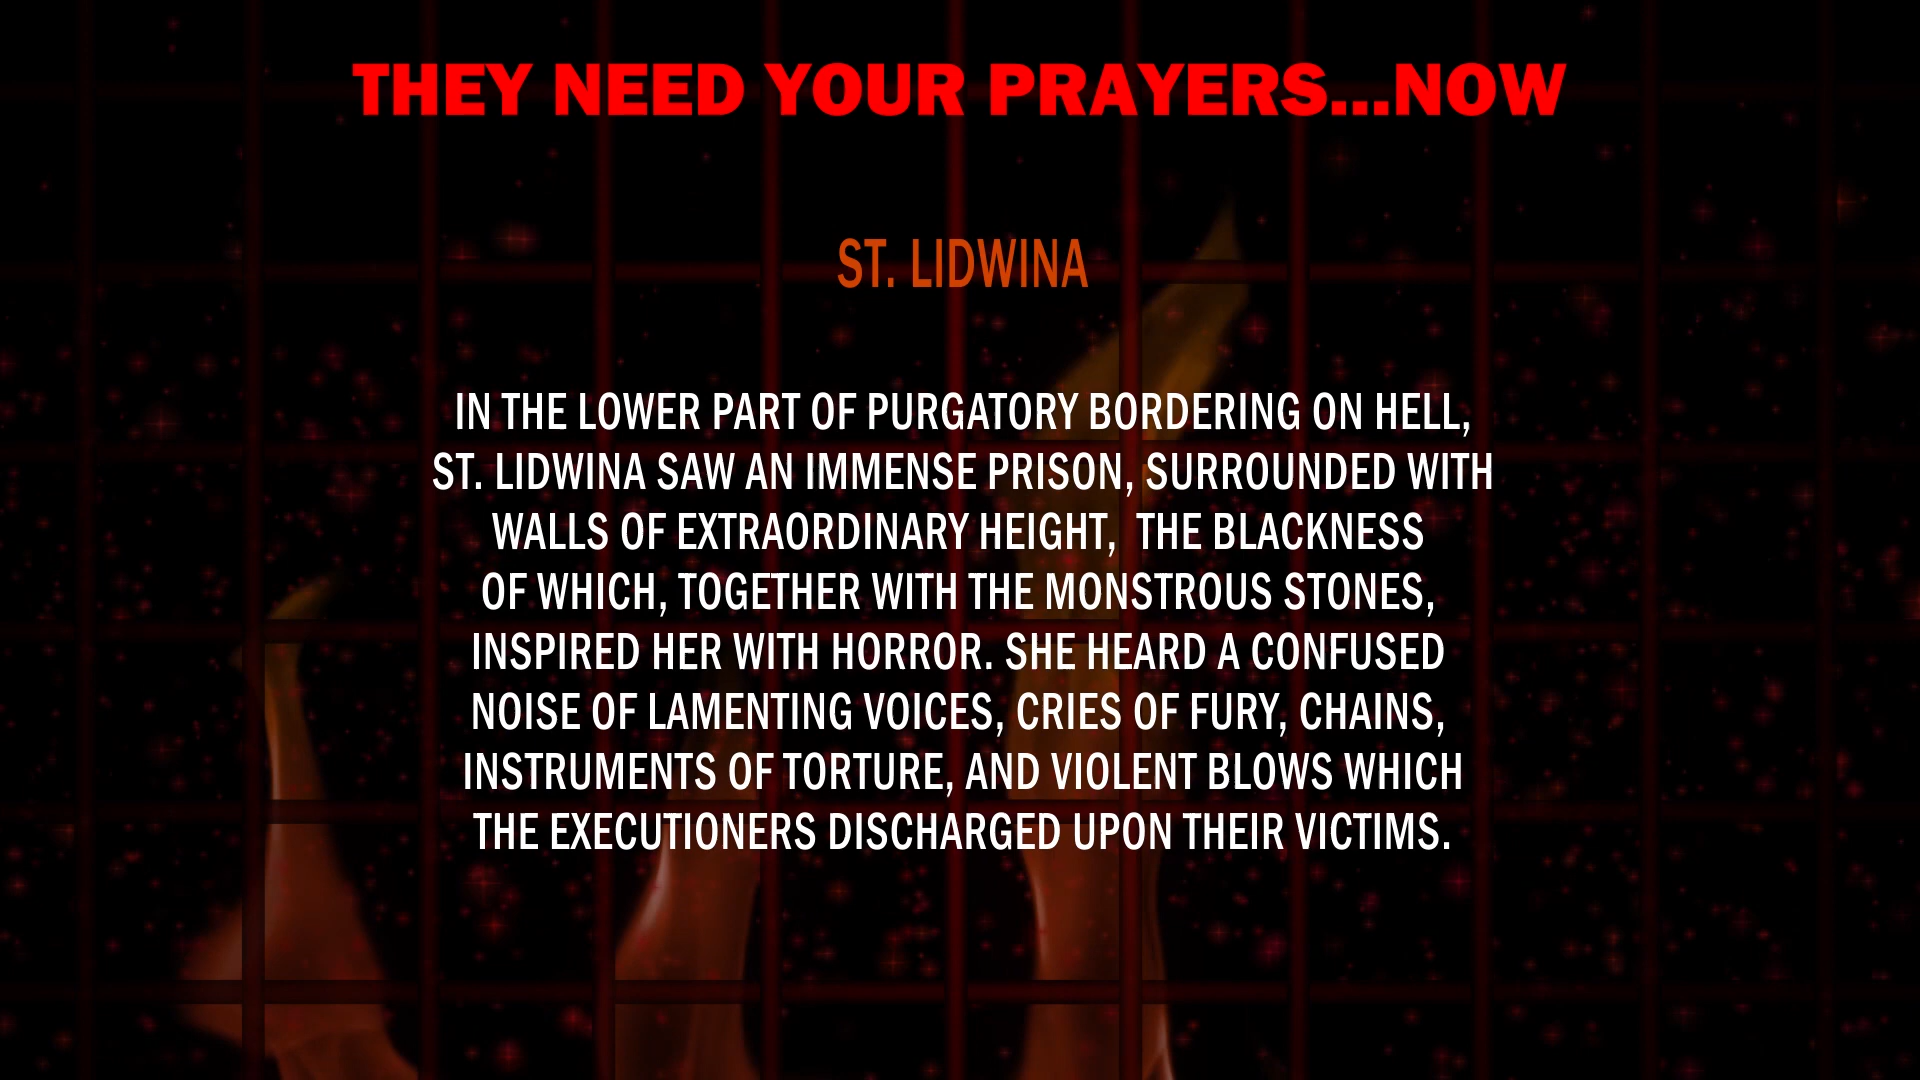 THEY NEED YOUR PRAYERS...NOW
ST. LIDWINA
IN THE LOWER PART OF PURGATORY BORDERING ON HELL,
ST. LIDWINA SAW AN IMMENSE PRISON, SURROUNDED WITH
WALLS OF EXTRAORDINARY HEIGHT,  THE BLACKNESS
OF WHICH, TOGETHER WITH THE MONSTROUS STONES,
INSPIRED HER WITH HORROR. SHE HEARD A CONFUSED
NOISE OF LAMENTING VOICES, CRIES OF FURY, CHAINS,
INSTRUMENTS OF TORTURE, AND VIOLENT BLOWS WHICH
THE EXECUTIONERS DISCHARGED UPON THEIR VICTIMS.